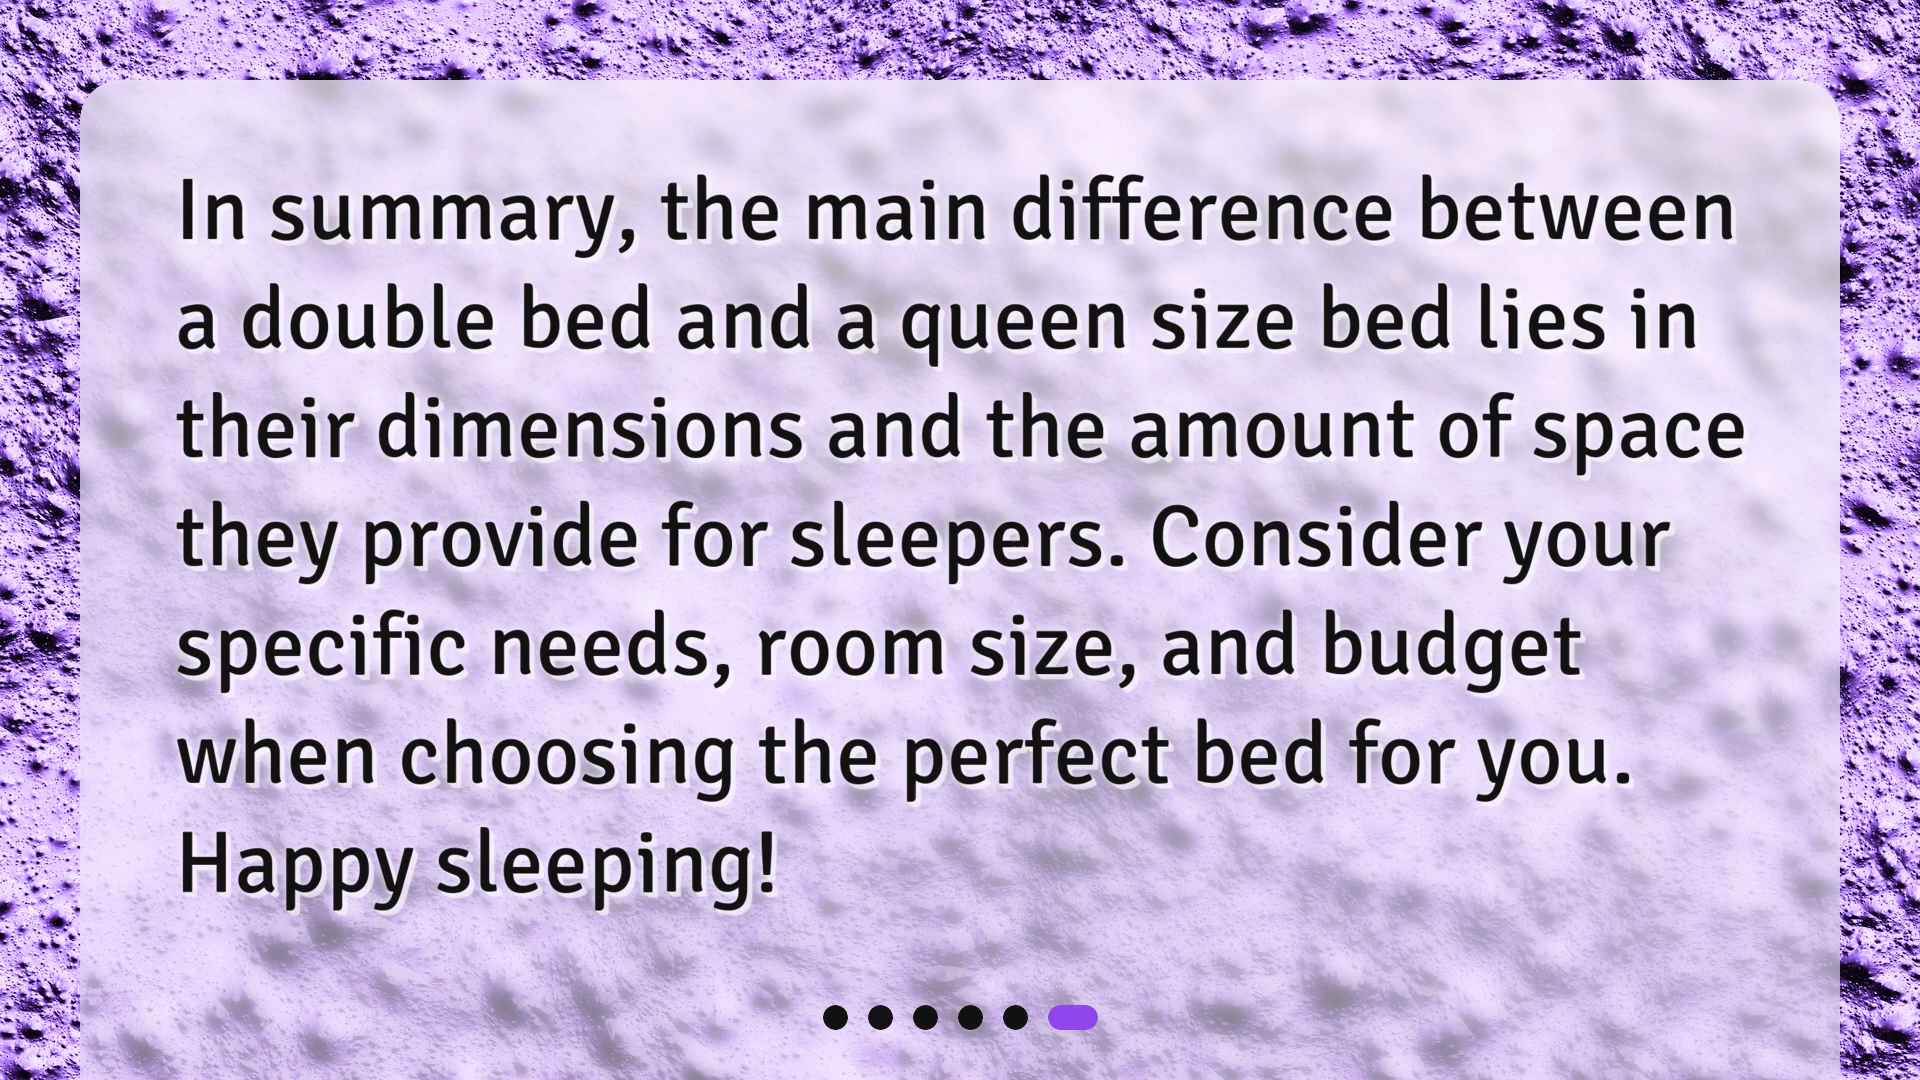 In summary, the main difference between
a double bed and a queen size bed lies in
their dimensions and the amount of space
they provide for sleepers. Consider your
specific needs, room size, and budget
when choosing the perfect bed for you.
Happy sleeping!